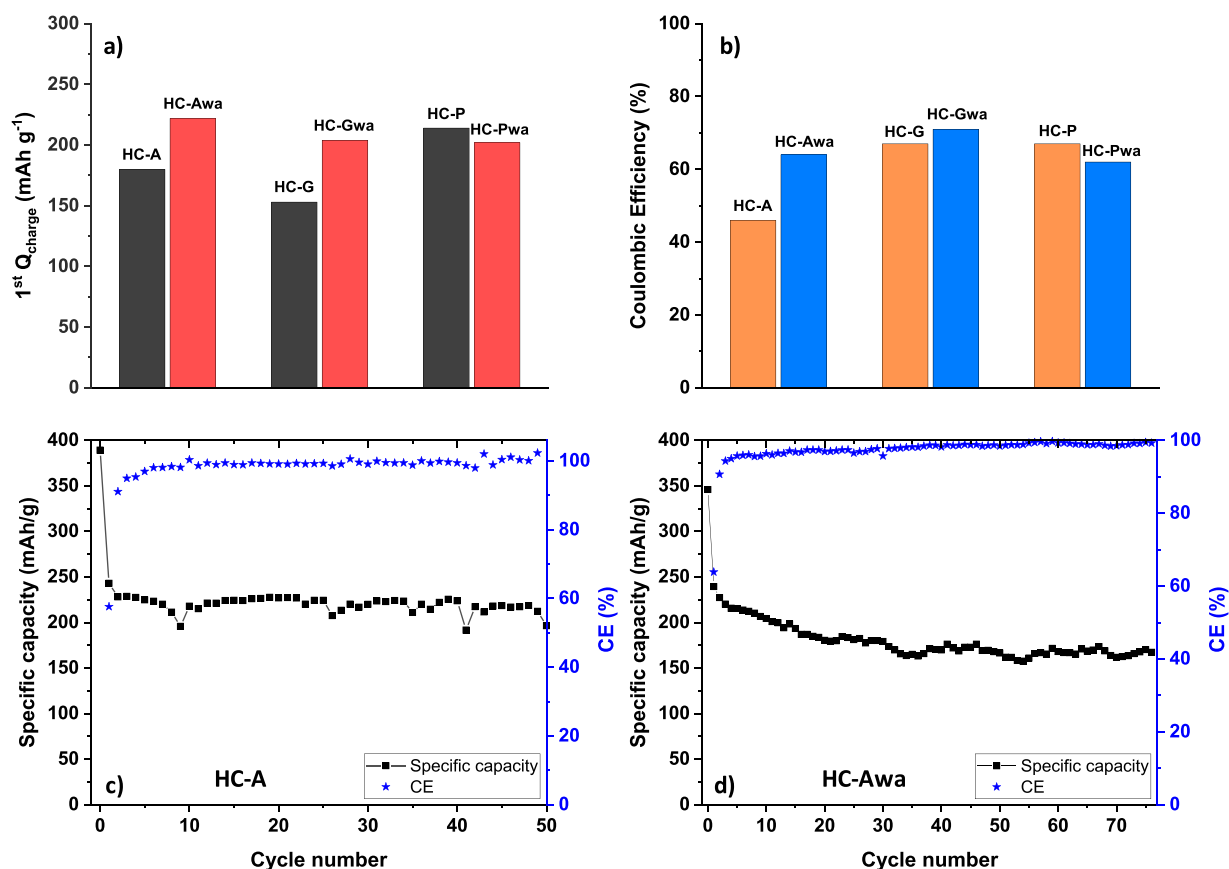 a)
300
250
200
150
100
50
0
1st Qcharge (mAh g-1)
HC-A
HC-Awa
HC-G
HC-Gwa
HC-P
HC-Pwa
b)
100
80
60
40
20
0
Coulombic Efficiency (%)
HC-A
HC-Awa
HC-G
HC-Gwa
HC-P
HC-Pwa
400
350
300
250
200
150
100
50
0
Specific capacity (mAh/g)
100
80
60
40
20
0
CE (%)
c)
HC-A
Specific capacity
CE
0 10 20 30 40 50
Cycle number
400
350
300
250
200
150
100
50
0
Specific capacity (mAh/g)
100
80
60
40
20
0
CE (%)
d)
HC-Awa
Specific capacity
CE
0 10 20 30 40 50 60 70
Cycle number